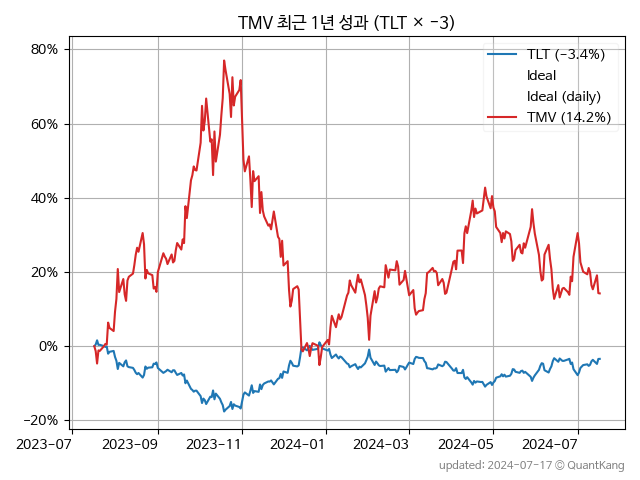 TMV 최근 1년 성과 (TLT × −3)
80%
60%
40%
20%
0%
−20%
TLT (−3.4%)
Ideal
Ideal (daily)
TMV (14.2%)
2023-07
2023-09
2023-11
2024-01
2024-03
2024-05
2024-07
updated: 2024-07-17 © QuantKang